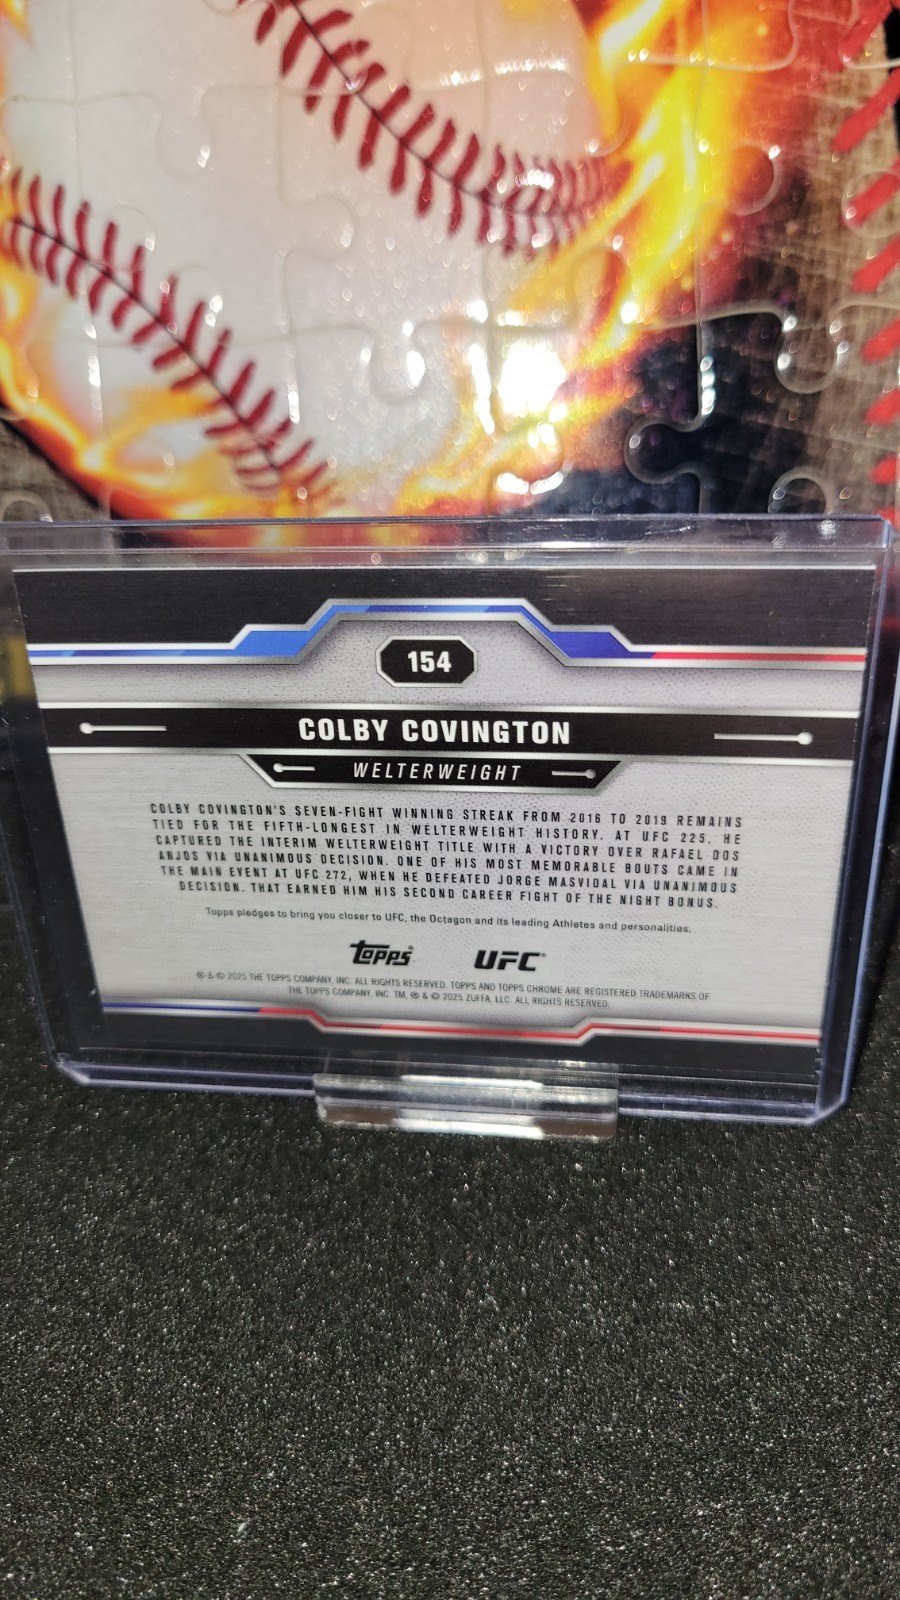 154
COLBY COVINGTON
WELTERWEIGHT
COLBY COVINGTON'S SEVEN-FIGHT WINNING STREAK FROM 2016 TO 2019 REMAINS
TIED FOR THE FIFTH-LONGEST IN WELTERWEIGHT HISTORY. AT UFC 225, HE
CAPTURED THE INTERIM WELTERWEIGHT TITLE WITH A VICTORY OVER RAFAEL DOS
ANJOS VIA UNANIMOUS DECISION. ONE OF HIS MOST MEMORABLE BOUTS CAME IN
THE MAIN EVENT AT UFC 272, WHEN HE DEFEATED JORGE MASVIDAL VIA UNANIMOUS
DECISION. THAT EARNED HIM HIS SECOND CAREER FIGHT OF THE NIGHT BONUS.
Topps pledges to bring you closer to UFC, the Octagon and its leading Athletes and personalities.
topps® UFC®
® & © 2025 THE TOPPS COMPANY, INC. ALL RIGHTS RESERVED. TOPPS AND TOPPS CHROME ARE REGISTERED TRADEMARKS OF
THE TOPPS COMPANY, INC. TM, ® & © 2025 ZUFFA, LLC. ALL RIGHTS RESERVED.